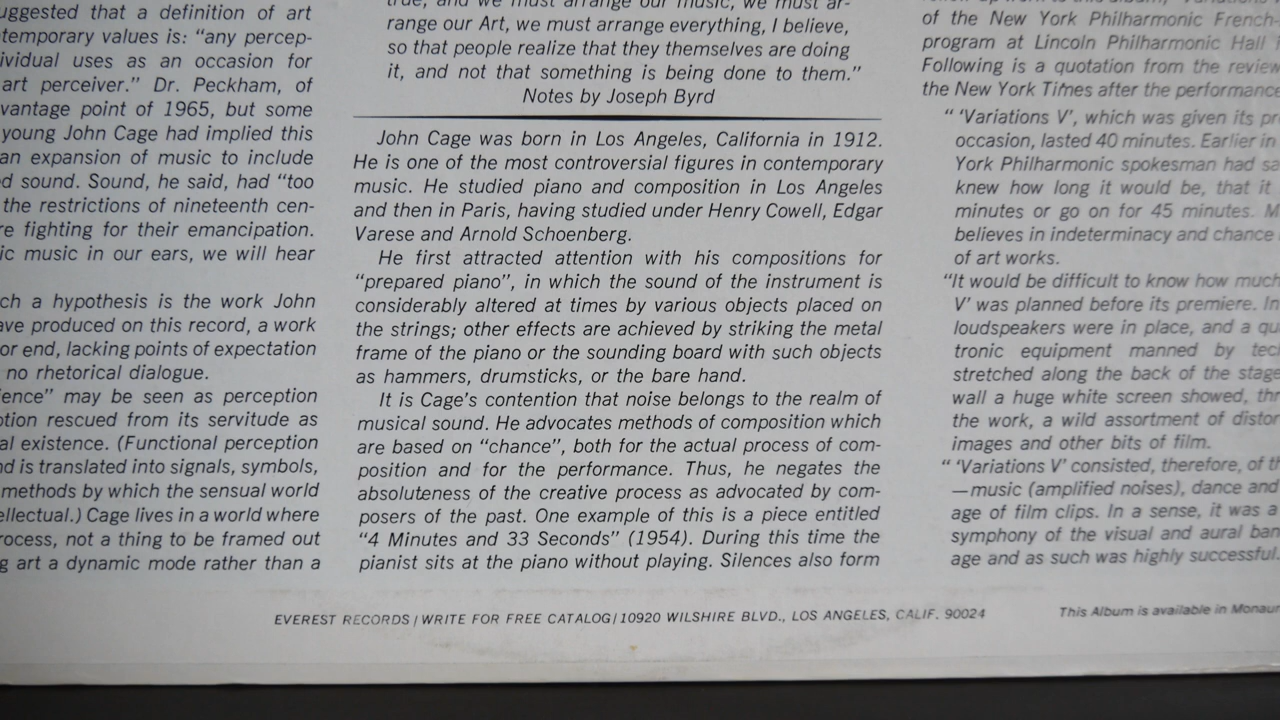 uggested that a definition of art
temporary values is: “any percep-
ividual uses as an occasion for
art perceiver.” Dr. Peckham, of
vantage point of 1965, but some
young John Cage had implied this
an expansion of music to include
d sound. Sound, he said, had “too
the restrictions of nineteenth cen-
re fighting for their emancipation.
ic music in our ears, we will hear
ch a hypothesis is the work John
ave produced on this record, a work
or end, lacking points of expectation
no rhetorical dialogue.
ience” may be seen as perception
ption rescued from its servitude as
al existence. (Functional perception
nd is translated into signals, symbols,
methods by which the sensual world
ellectual.) Cage lives in a world where
rocess, not a thing to be framed out
g art a dynamic mode rather than a
true, and we must arrange our music, we must ar-
range our Art, we must arrange everything, I believe,
so that people realize that they themselves are doing
it, and not that something is being done to them.”
Notes by Joseph Byrd
John Cage was born in Los Angeles, California in 1912.
He is one of the most controversial figures in contemporary
music. He studied piano and composition in Los Angeles
and then in Paris, having studied under Henry Cowell, Edgar
Varese and Arnold Schoenberg.
He first attracted attention with his compositions for
“prepared piano”, in which the sound of the instrument is
considerably altered at times by various objects placed on
the strings; other effects are achieved by striking the metal
frame of the piano or the sounding board with such objects
as hammers, drumsticks, or the bare hand.
It is Cage’s contention that noise belongs to the realm of
musical sound. He advocates methods of composition which
are based on “chance”, both for the actual process of com-
position and for the performance. Thus, he negates the
absoluteness of the creative process as advocated by com-
posers of the past. One example of this is a piece entitled
“4 Minutes and 33 Seconds” (1954). During this time the
pianist sits at the piano without playing. Silences also form
of the New York Philharmonic French-
program at Lincoln Philharmonic Hall
Following is a quotation from the review
the New York Times after the performance
“ ‘Variations V’, which was given its pr
occasion, lasted 40 minutes. Earlier in
York Philharmonic spokesman had sa
knew how long it would be, that it
minutes or go on for 45 minutes. M
believes in indeterminacy and chance
of art works.
“It would be difficult to know how much
V’ was planned before its premiere. In
loudspeakers were in place, and a qu
tronic equipment manned by tec
stretched along the back of the stage
wall a huge white screen showed, thr
the work, a wild assortment of distor
images and other bits of film.
“ ‘Variations V’ consisted, therefore, of th
—music (amplified noises), dance and
age of film clips. In a sense, it was a
symphony of the visual and aural ban
age and as such was highly successful.
EVEREST RECORDS / WRITE FOR FREE CATALOG / 10920 WILSHIRE BLVD., LOS ANGELES, CALIF. 90024
This Album is available in Monaur